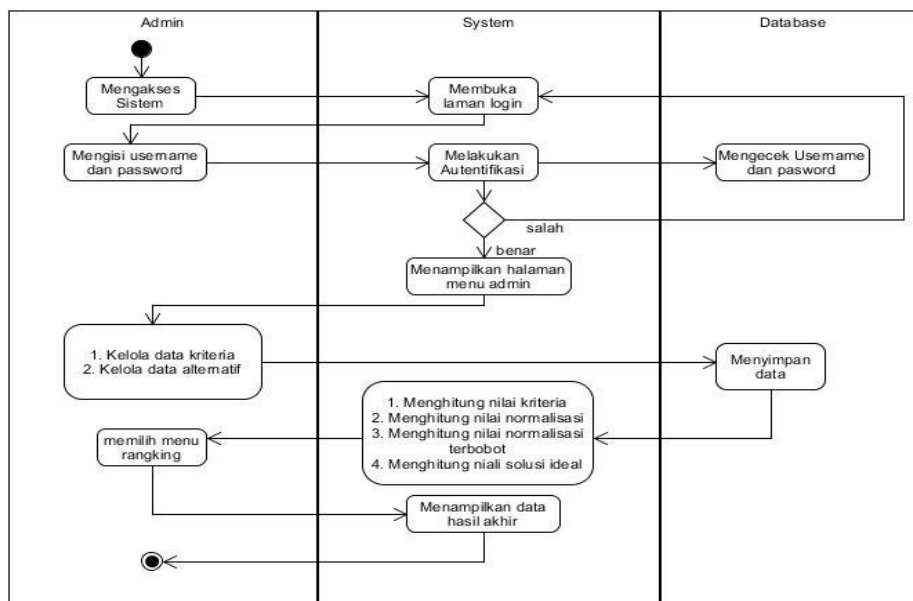 Admin
System
Database
Mengakses
Sistem
Membuka
laman login
Mengisi username
dan password
Melakukan
Autentifikasi
Mengecek Username
dan pasword
salah
benar
Menampilkan halaman
menu admin
1. Kelola data kriteria
2. Kelola data alternatif
Menyimpan
data
1. Menghitung nilai kriteria
2. Menghitung nilai normalisasi
3. Menghitung nilai normalisasi
terbobot
4. Menghitung niali solusi ideal
memilih menu
rangking
Menampilkan data
hasil akhir